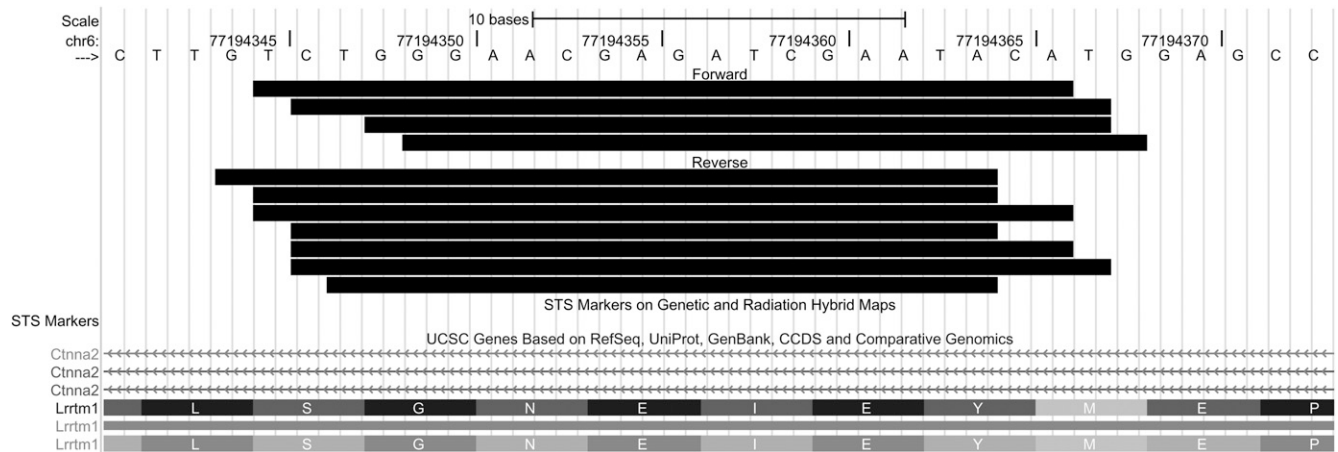 Scale 10 bases
chr6: 77194345 77194350 77194355 77194360 77194365 77194370
---> C T T G T C T G G G A A C G A G A T C G A A T A C A T G G A G C C
Forward
Reverse
STS Markers on Genetic and Radiation Hybrid Maps
STS Markers
UCSC Genes Based on RefSeq, UniProt, GenBank, CCDS and Comparative Genomics
Ctnna2
Ctnna2
Ctnna2
Lrrtm1 L S G N E I E Y M E P
Lrrtm1
Lrrtm1 L S G N E I E Y M E P